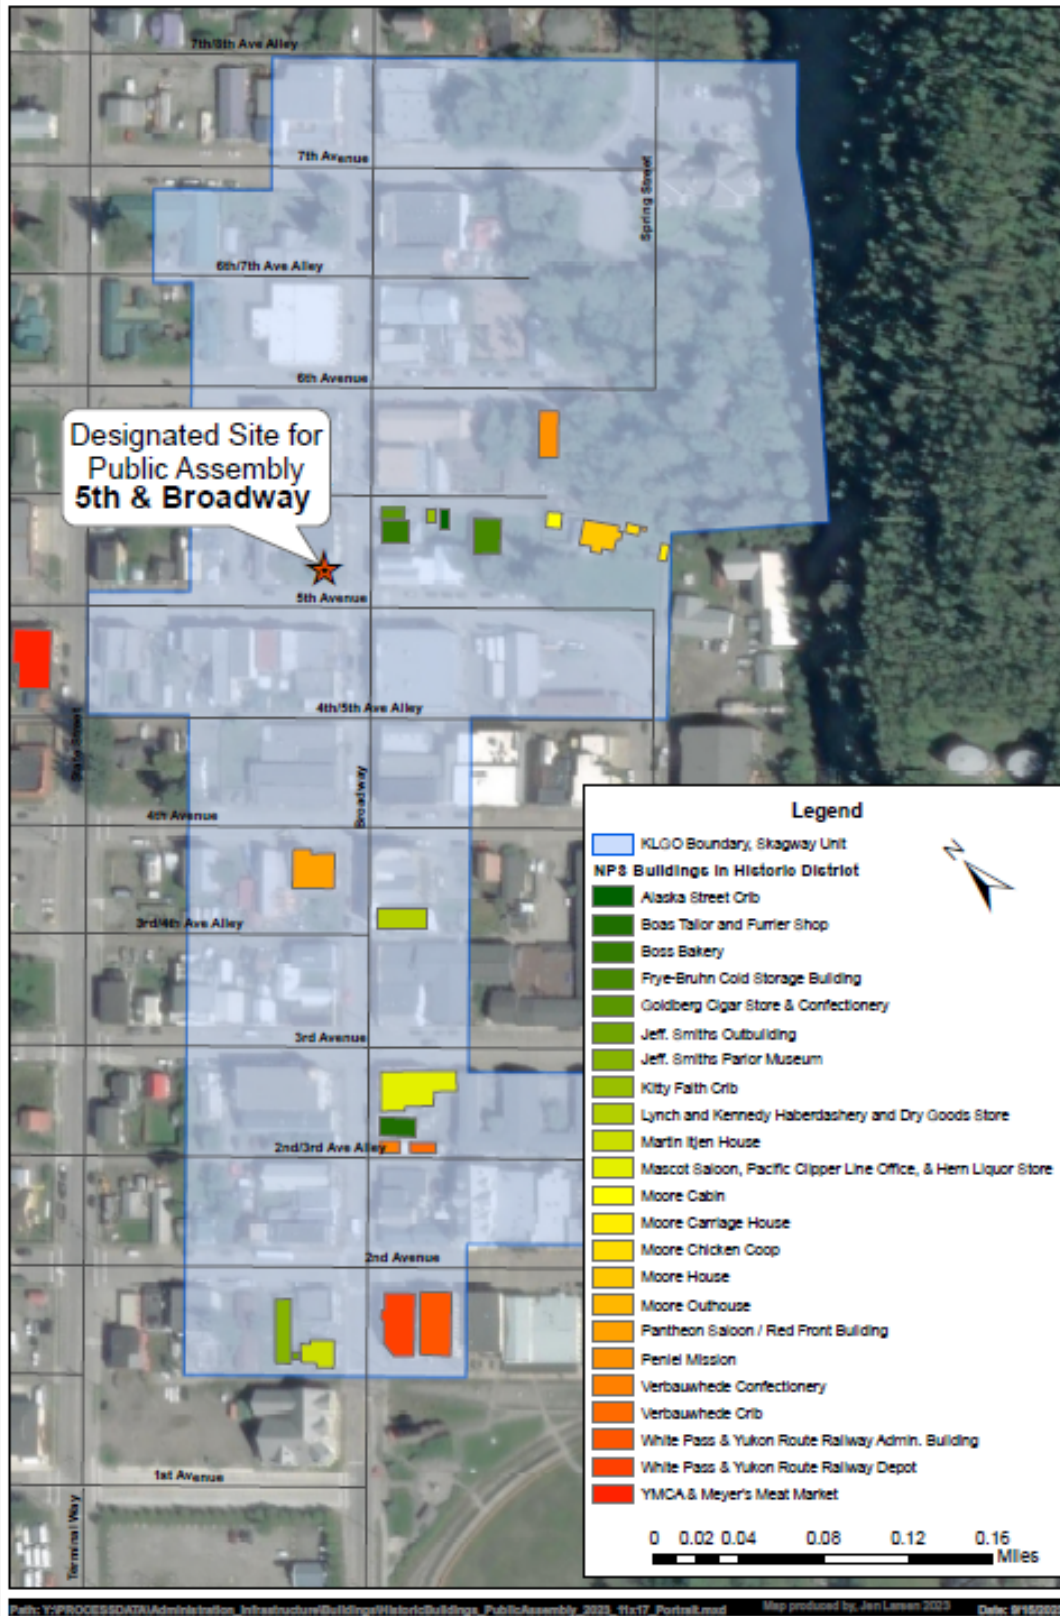 7th/8th Ave Alley
7th Avenue
Spring Street
6th/7th Ave Alley
6th Avenue
Designated Site for
Public Assembly
5th & Broadway
5th Avenue
4th/5th Ave Alley
State Street
Broadway
4th Avenue
3rd/4th Ave Alley
3rd Avenue
2nd/3rd Ave Alley
2nd Avenue
1st Avenue
Terminal Way
Legend
KLGO Boundary, Skagway Unit
N
NPS Buildings in Historic District
Alaska Street Crib
Boas Tailor and Furrier Shop
Boss Bakery
Frye-Bruhn Cold Storage Building
Goldberg Cigar Store & Confectionery
Jeff. Smiths Outbuilding
Jeff. Smiths Parlor Museum
Kitty Faith Crib
Lynch and Kennedy Haberdashery and Dry Goods Store
Martin Itjen House
Mascot Saloon, Pacific Clipper Line Office, & Hern Liquor Store
Moore Cabin
Moore Carriage House
Moore Chicken Coop
Moore House
Moore Outhouse
Pantheon Saloon / Red Front Building
Peniel Mission
Verbauwhede Confectionery
Verbauwhede Crib
White Pass & Yukon Route Railway Admin. Building
White Pass & Yukon Route Railway Depot
YMCA & Meyer's Meat Market
0 0.02 0.04 0.08 0.12 0.16
Miles
Path: Y:\PROCESSDATA\Administration_Infrastructure\Buildings\HistoricBuildings_PublicAssembly_2023_11x17_Portrait.mxd Map produced by, Jen Larsen 2023 Date: